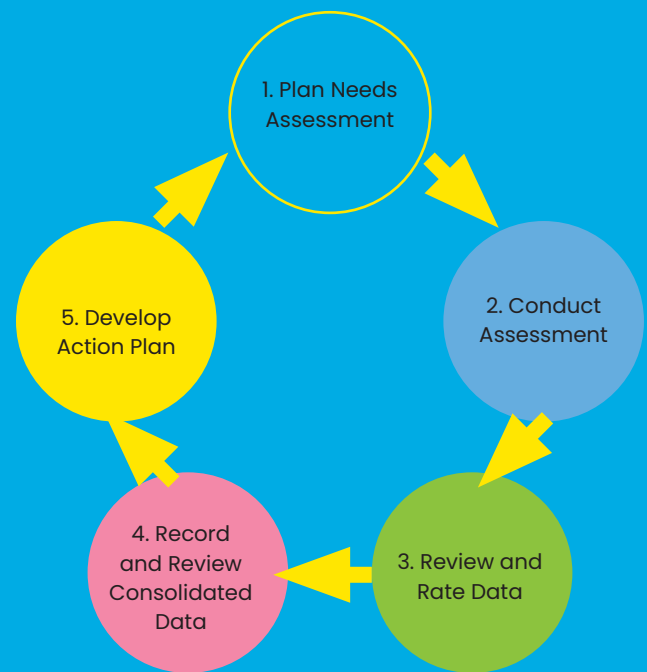 1. Plan Needs
Assessment
2. Conduct
Assessment
3. Review and
Rate Data
4. Record
and Review
Consolidated
Data
5. Develop
Action Plan